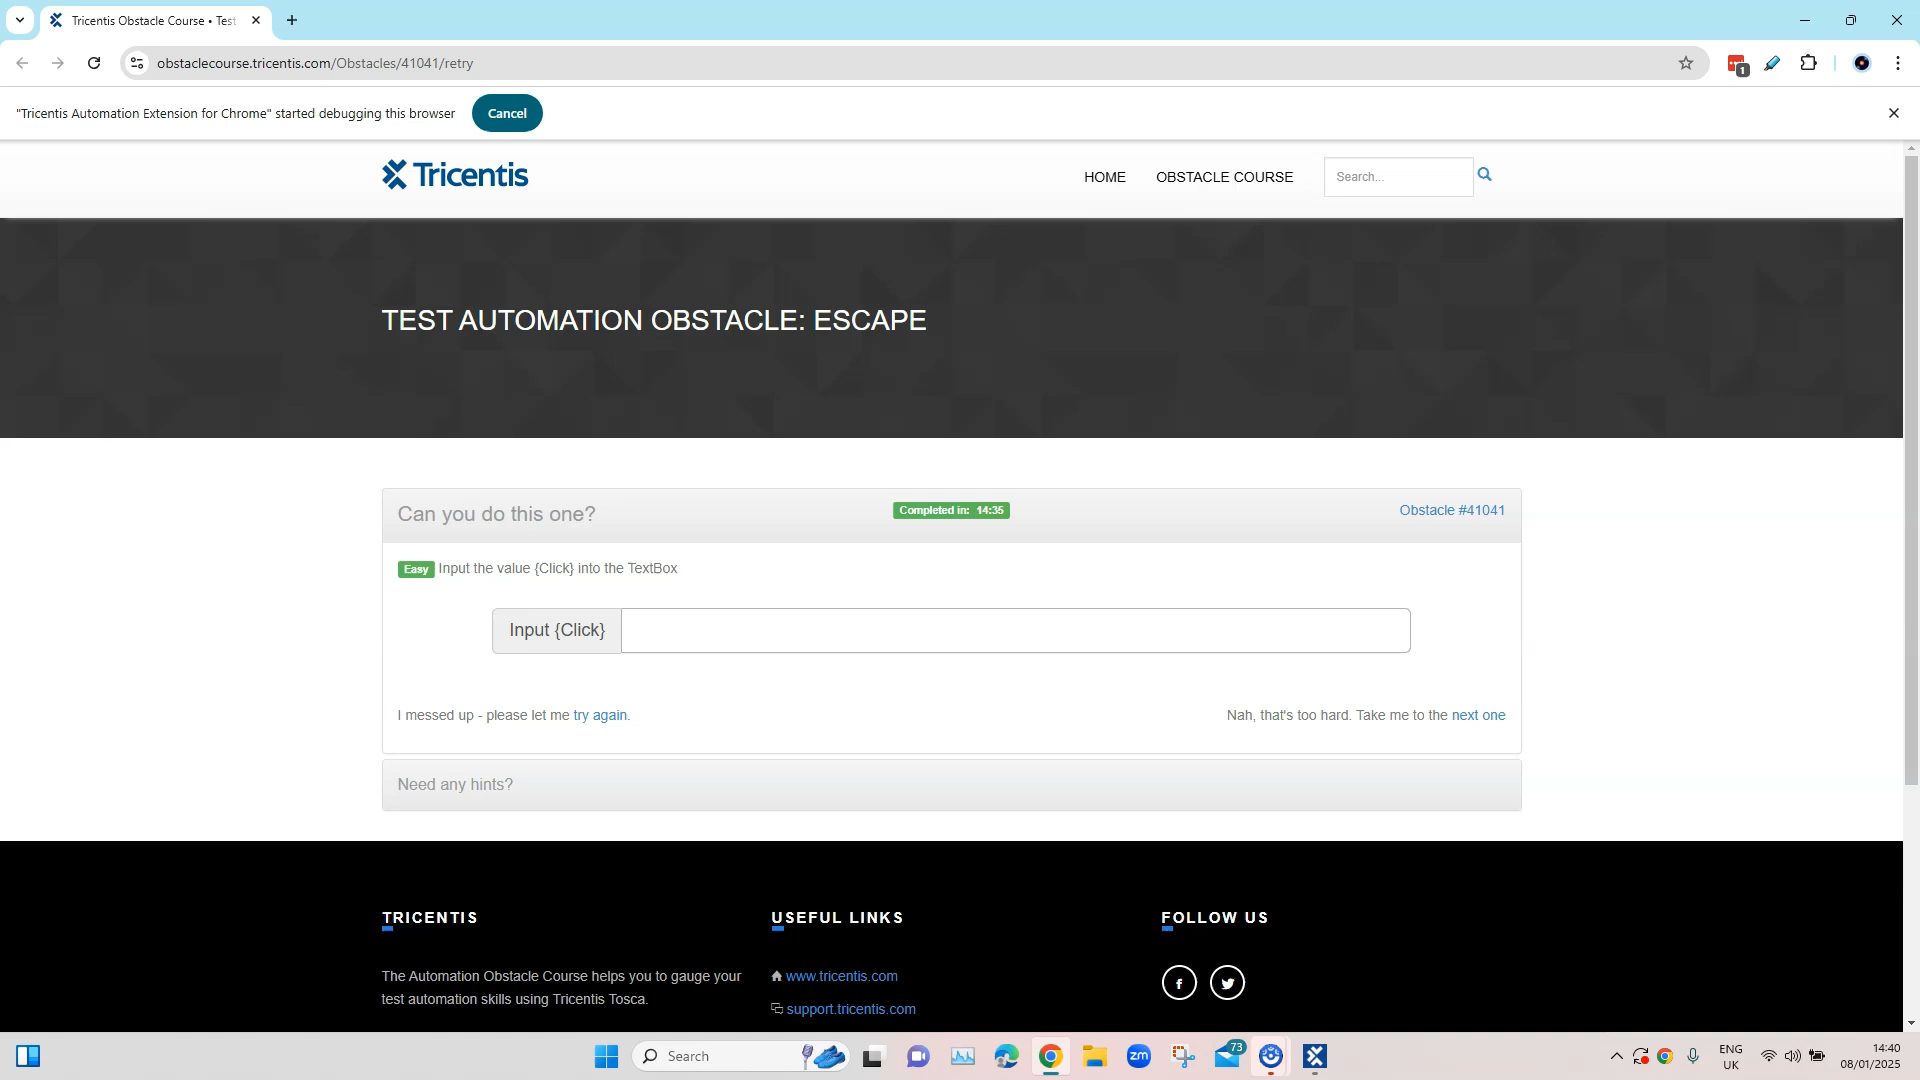 Tricentis Obstacle Course • Test
obstaclecourse.tricentis.com/Obstacles/41041/retry
1
"Tricentis Automation Extension for Chrome" started debugging this browser
Cancel
Tricentis
HOME
OBSTACLE COURSE
Search...
TEST AUTOMATION OBSTACLE: ESCAPE
Can you do this one?
Completed in: 14:35
Obstacle #41041
Easy Input the value {Click} into the TextBox
Input {Click}
I messed up - please let me try again.
Nah, that's too hard. Take me to the next one
Need any hints?
TRICENTIS
USEFUL LINKS
FOLLOW US
The Automation Obstacle Course helps you to gauge your
test automation skills using Tricentis Tosca.
www.tricentis.com
support.tricentis.com
Search
zm
73
ENG
UK
14:40
08/01/2025